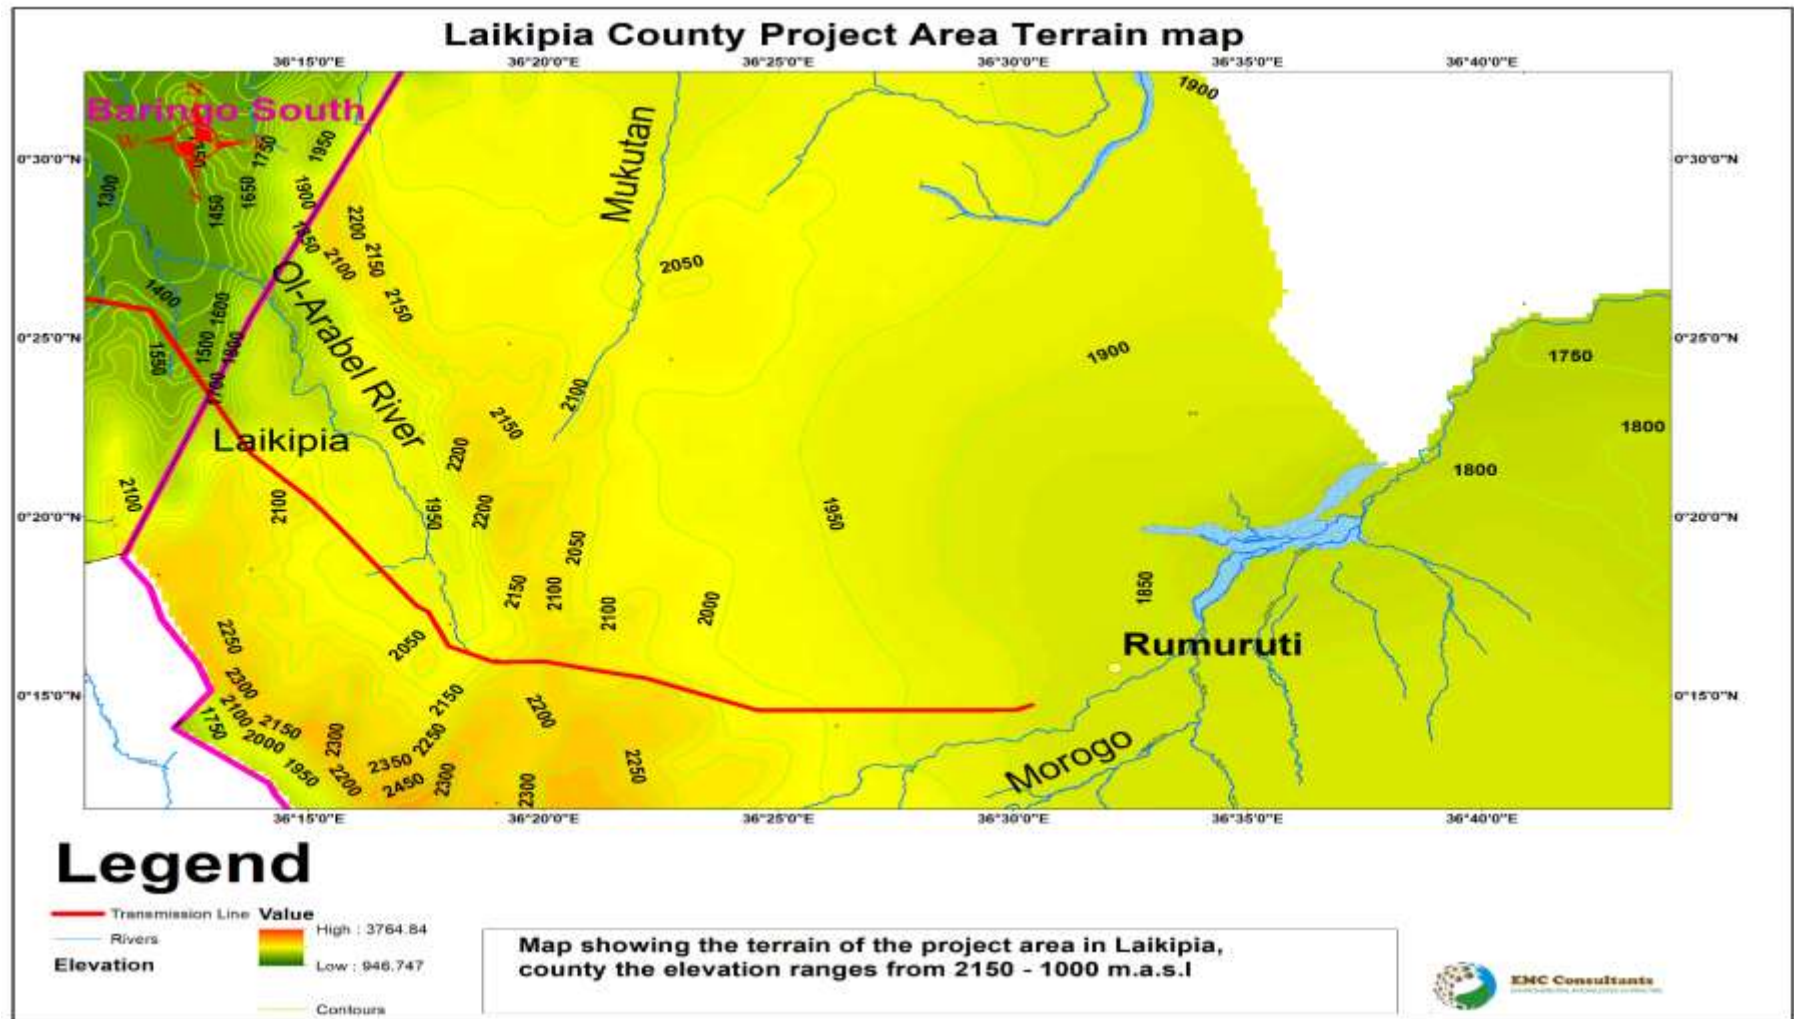 Laikipia County Project Area Terrain map
36°15'0"E 36°20'0"E 36°25'0"E 36°30'0"E 36°35'0"E 36°40'0"E
Baringo South
Mukutan
1900
1750
1950
0°30'0"N
0°30'0"N
1300
1450
1650
1900
2200
2150
2100
2150
2050
Ol-Arabel River
1400
1600
1500
1550
0°25'0"N
0°25'0"N
1900
1750
1700
2100
2150
2200
Laikipia
1800
1800
2100
2100
1950
2200
1950
0°20'0"N
0°20'0"N
2050
2150
2100
2100
2000
1850
2250
2050
Rumuruti
2300
0°15'0"N
0°15'0"N
2100
1750
2150
2000
1950
2300
2200
2350
2450
2150
2250
2300
2200
2300
2250
Morogo
36°15'0"E 36°20'0"E 36°25'0"E 36°30'0"E 36°35'0"E 36°40'0"E
Legend
Transmission Line
Rivers
Elevation
Value
High : 3764.84
Low : 946.747
Contours
Map showing the terrain of the project area in Laikipia,
county the elevation ranges from 2150 - 1000 m.a.s.l
EMC Consultants